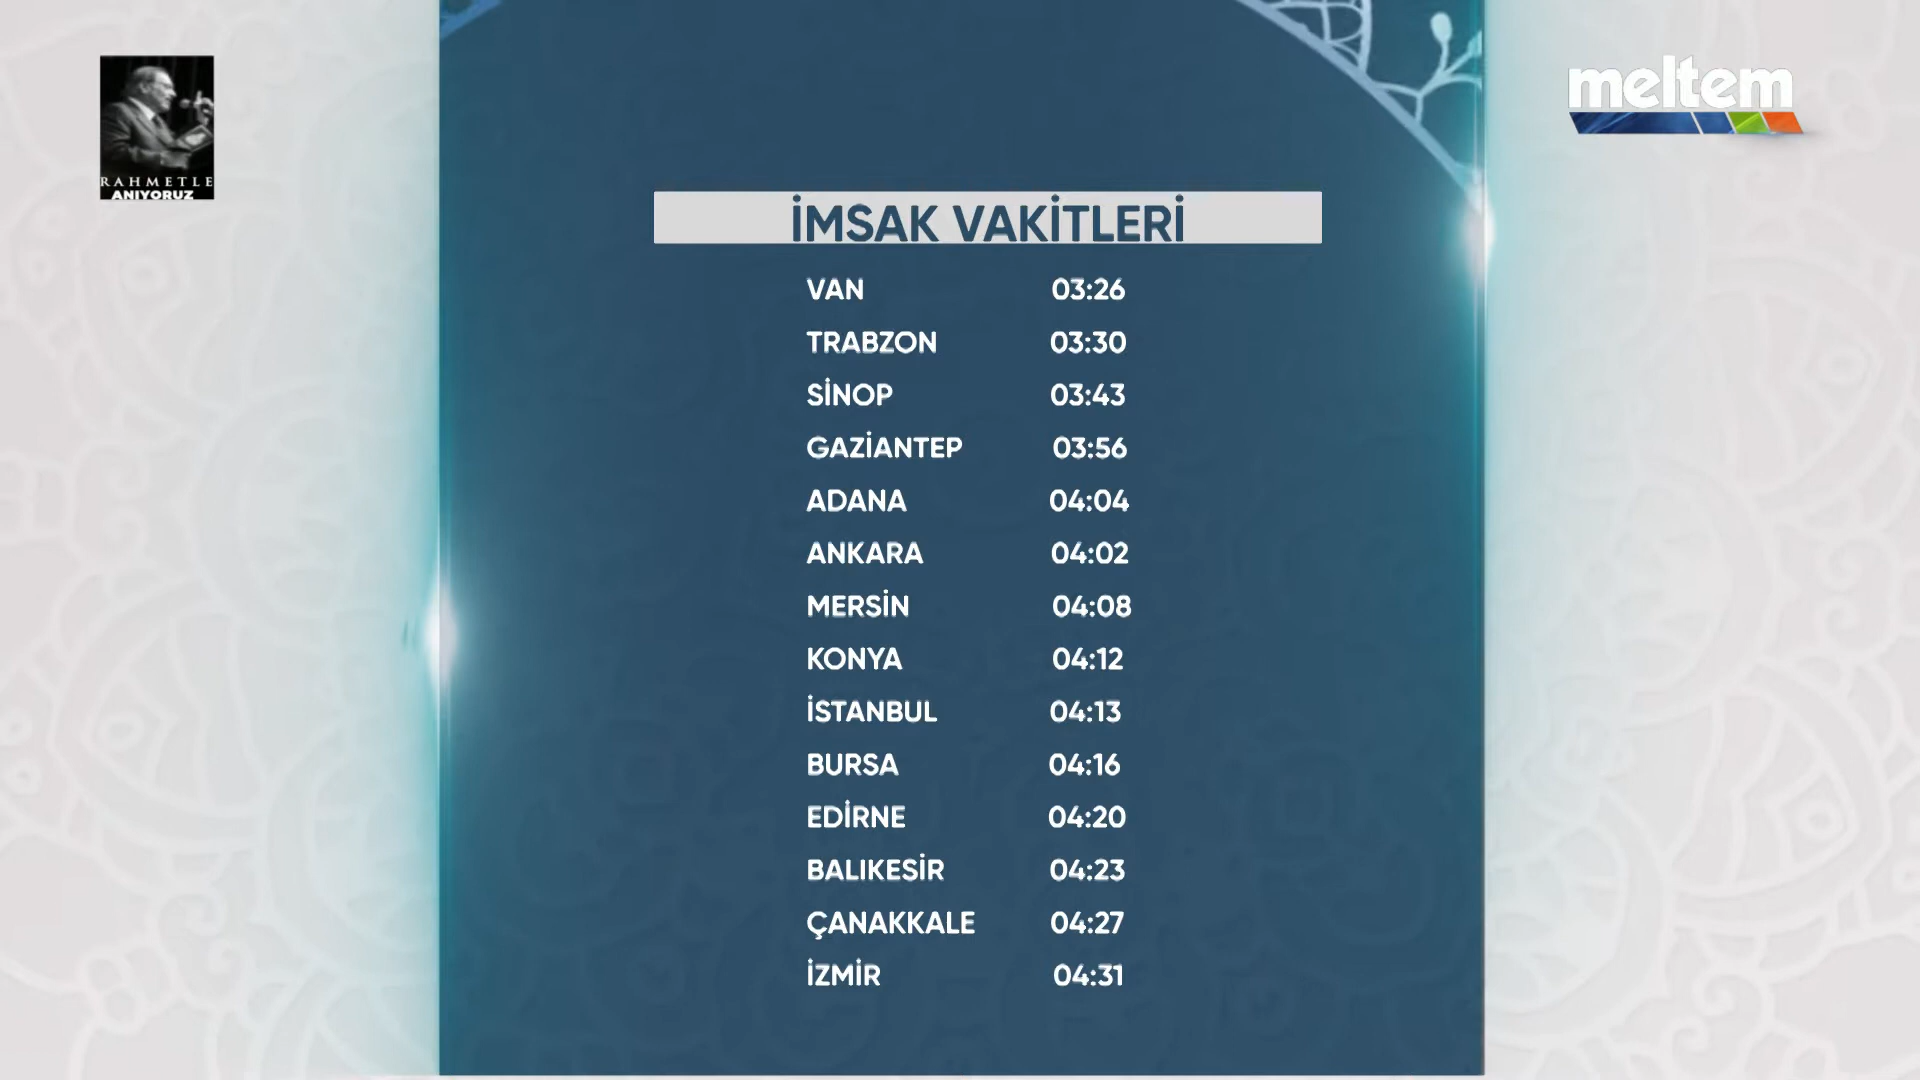 RAHMETLE
ANIYORUZ
meltem
İMSAK VAKİTLERİ
VAN 03:26
TRABZON 03:30
SİNOP 03:43
GAZİANTEP 03:56
ADANA 04:04
ANKARA 04:02
MERSİN 04:08
KONYA 04:12
İSTANBUL 04:13
BURSA 04:16
EDİRNE 04:20
BALIKESİR 04:23
ÇANAKKALE 04:27
İZMİR 04:31